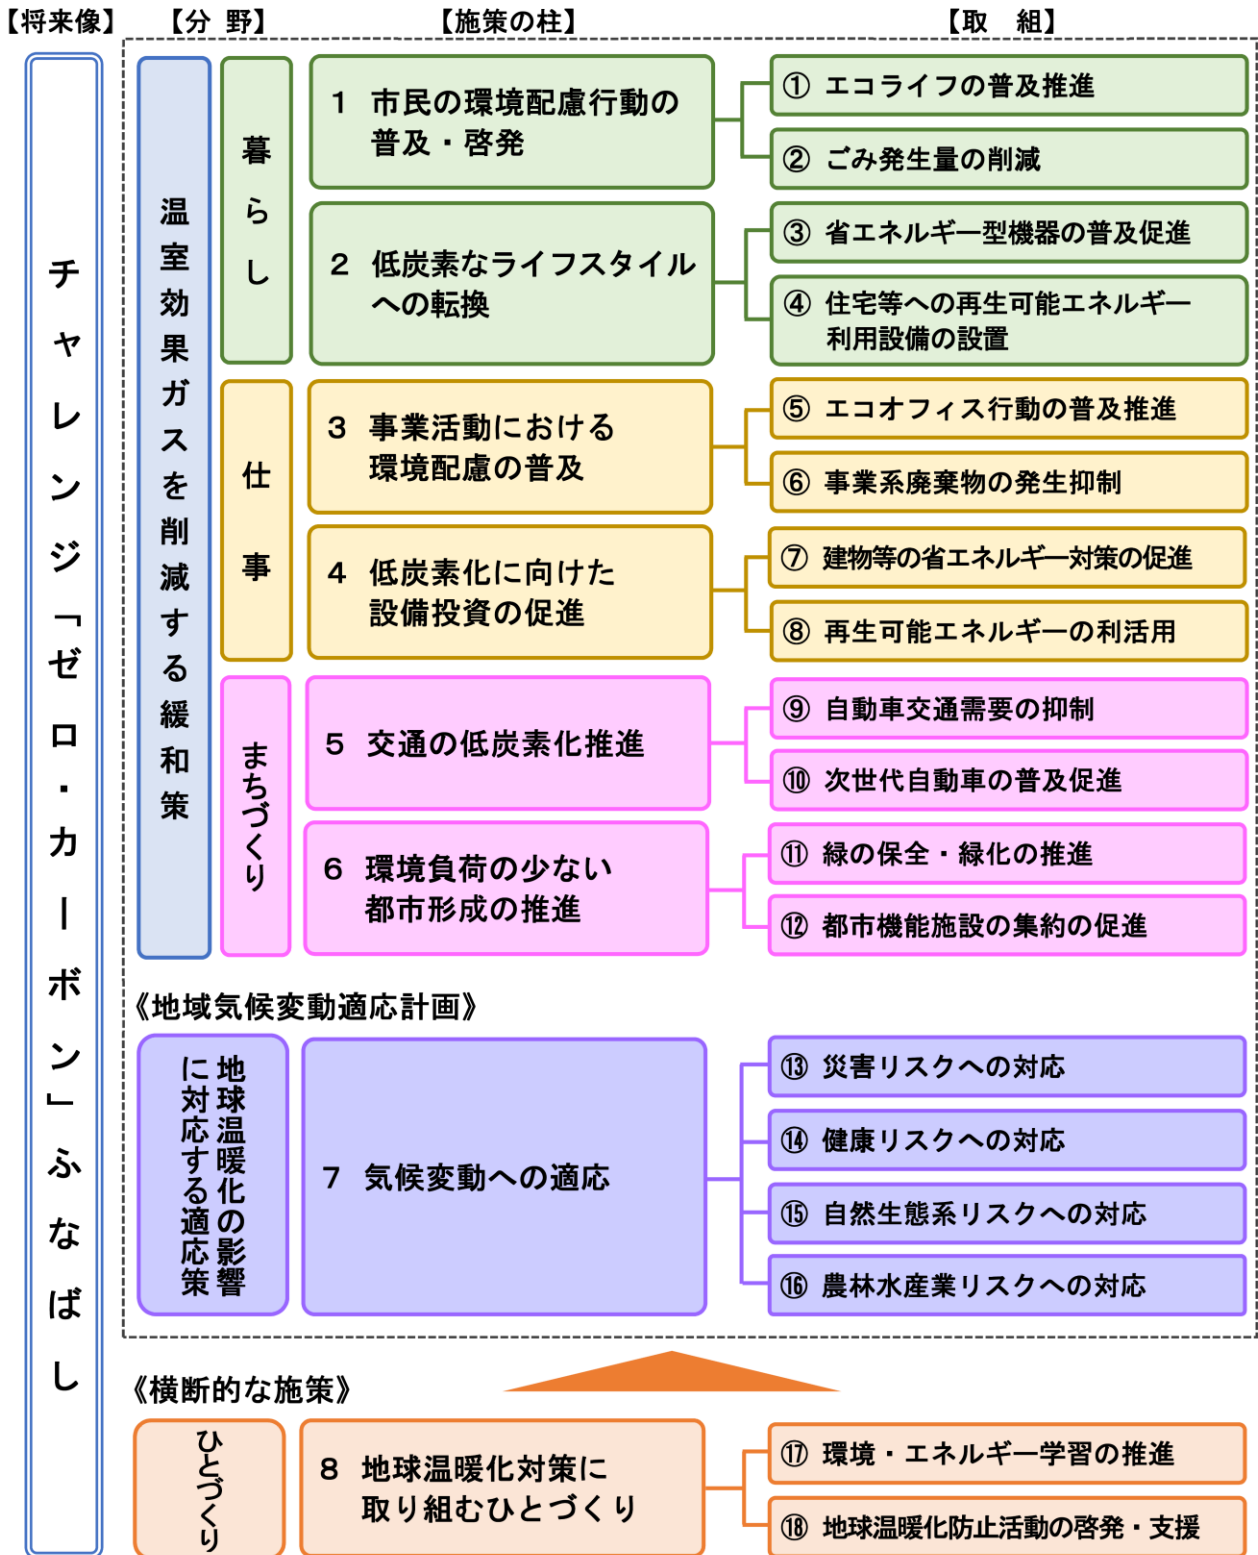 【将来像】 【分 野】 【施策の柱】 【取 組】
チャレンジ「ゼロ・カーボン」ふなばし
温室効果ガスを削減する緩和策
暮らし
1 市民の環境配慮行動の
普及・啓発
① エコライフの普及推進
② ごみ発生量の削減
2 低炭素なライフスタイル
への転換
③ 省エネルギー型機器の普及促進
④ 住宅等への再生可能エネルギー
利用設備の設置
仕事
3 事業活動における
環境配慮の普及
⑤ エコオフィス行動の普及推進
⑥ 事業系廃棄物の発生抑制
4 低炭素化に向けた
設備投資の促進
⑦ 建物等の省エネルギー対策の促進
⑧ 再生可能エネルギーの利活用
まちづくり
5 交通の低炭素化推進
⑨ 自動車交通需要の抑制
⑩ 次世代自動車の普及促進
6 環境負荷の少ない
都市形成の推進
⑪ 緑の保全・緑化の推進
⑫ 都市機能施設の集約の促進
《地域気候変動適応計画》
地球温暖化の影響
に対応する適応策
7 気候変動への適応
⑬ 災害リスクへの対応
⑭ 健康リスクへの対応
⑮ 自然生態系リスクへの対応
⑯ 農林水産業リスクへの対応
《横断的な施策》
ひとづくり
8 地球温暖化対策に
取り組むひとづくり
⑰ 環境・エネルギー学習の推進
⑱ 地球温暖化防止活動の啓発・支援